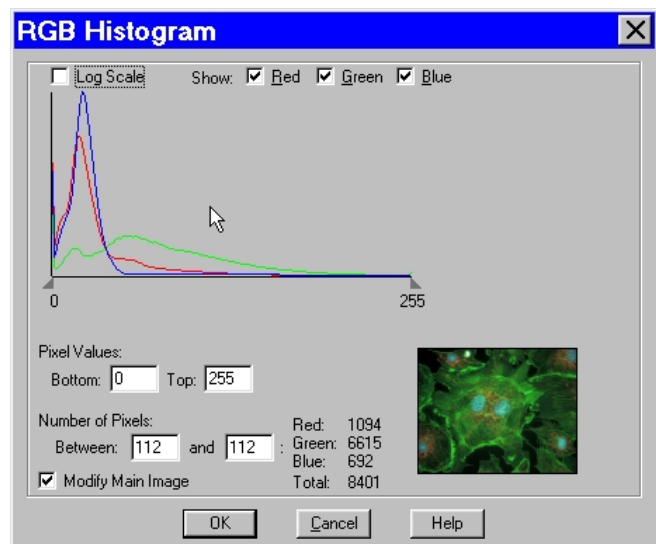 RGB Histogram
Log Scale Show: Red Green Blue
0 255
Pixel Values:
Bottom: 0 Top: 255
Number of Pixels:
Between: 112 and 112 :
Red: 1094
Green: 6615
Blue: 692
Total: 8401
Modify Main Image
OK Cancel Help